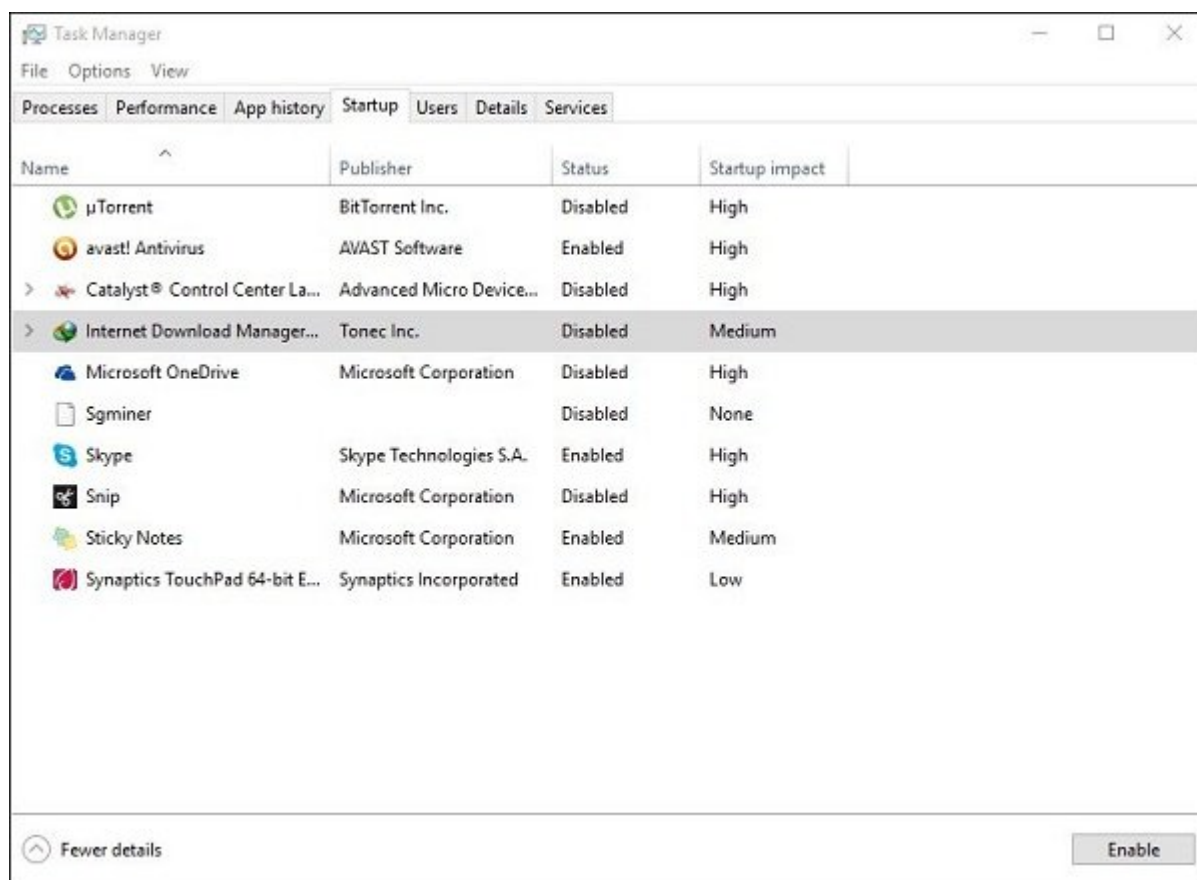 Task Manager
File Options View
Processes Performance App history Startup Users Details Services
Name Publisher Status Startup impact
µTorrent BitTorrent Inc. Disabled High
avast! Antivirus AVAST Software Enabled High
Catalyst® Control Center La... Advanced Micro Device... Disabled High
Internet Download Manager... Tonec Inc. Disabled Medium
Microsoft OneDrive Microsoft Corporation Disabled High
Sgminer Disabled None
Skype Skype Technologies S.A. Enabled High
Snip Microsoft Corporation Disabled High
Sticky Notes Microsoft Corporation Enabled Medium
Synaptics TouchPad 64-bit E... Synaptics Incorporated Enabled Low
Fewer details Enable